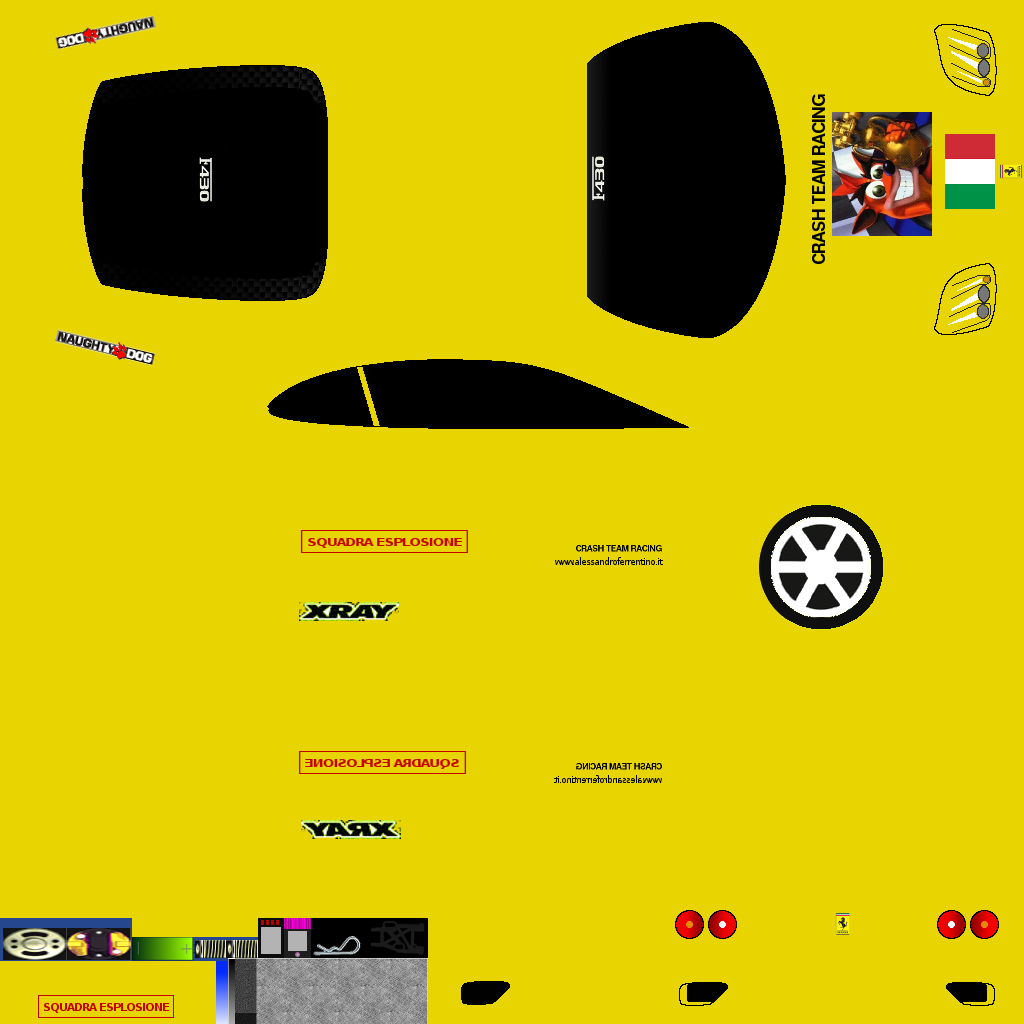 NAUGHTY DOG
F430
F430
CRASH TEAM RACING
NAUGHTY DOG
SQUADRA ESPLOSIONE
CRASH TEAM RACING
www.alessandroferrentino.it
XRAY
SQUADRA ESPLOSIONE
CRASH TEAM RACING
www.alessandroferrentino.it
XRAY
SQUADRA ESPLOSIONE